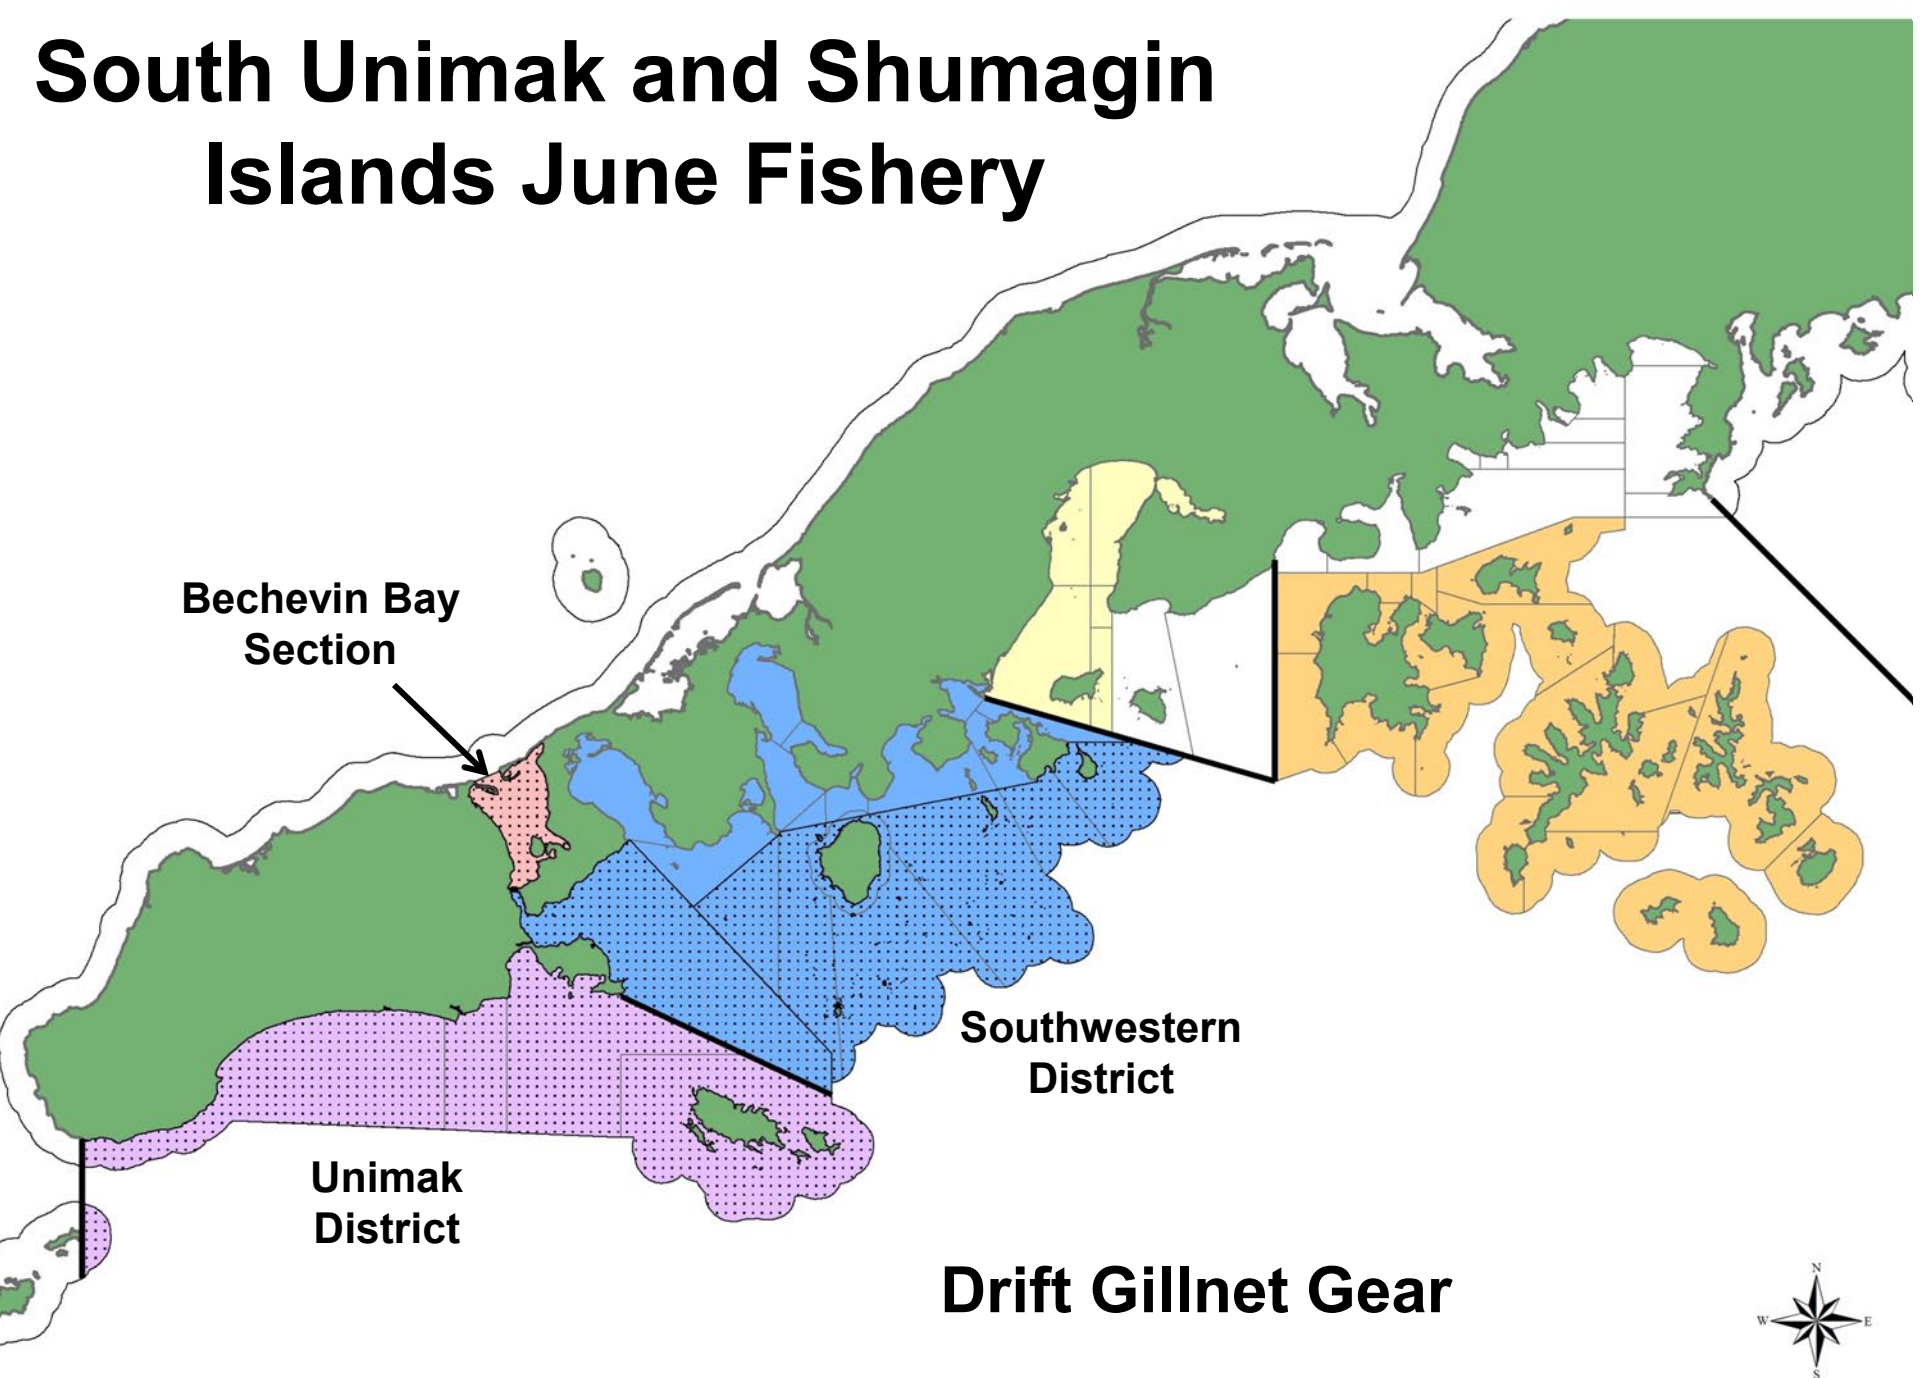 South Unimak and Shumagin
Islands June Fishery
Bechevin Bay
Section
Southwestern
District
Unimak
District
Drift Gillnet Gear
N
W
E
S